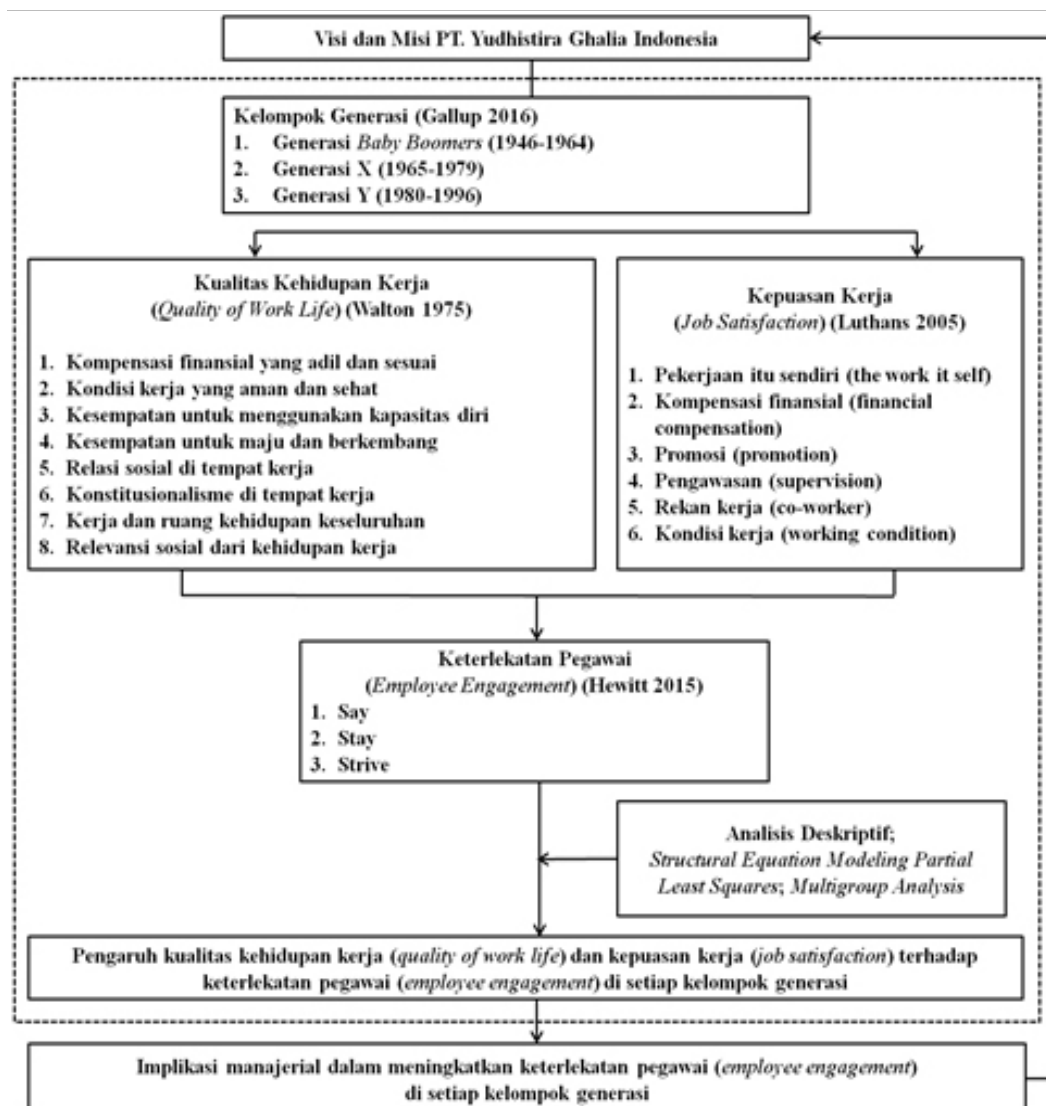 Visi dan Misi PT. Yudhistira Ghalia Indonesia
Kelompok Generasi (Gallup 2016)
1. Generasi Baby Boomers (1946-1964)
2. Generasi X (1965-1979)
3. Generasi Y (1980-1996)
Kualitas Kehidupan Kerja
(Quality of Work Life) (Walton 1975)
1. Kompensasi finansial yang adil dan sesuai
2. Kondisi kerja yang aman dan sehat
3. Kesempatan untuk menggunakan kapasitas diri
4. Kesempatan untuk maju dan berkembang
5. Relasi sosial di tempat kerja
6. Konstitusionalisme di tempat kerja
7. Kerja dan ruang kehidupan keseluruhan
8. Relevansi sosial dari kehidupan kerja
Kepuasan Kerja
(Job Satisfaction) (Luthans 2005)
1. Pekerjaan itu sendiri (the work it self)
2. Kompensasi finansial (financial
compensation)
3. Promosi (promotion)
4. Pengawasan (supervision)
5. Rekan kerja (co-worker)
6. Kondisi kerja (working condition)
Keterlekatan Pegawai
(Employee Engagement) (Hewitt 2015)
1. Say
2. Stay
3. Strive
Analisis Deskriptif;
Structural Equation Modeling Partial
Least Squares; Multigroup Analysis
Pengaruh kualitas kehidupan kerja (quality of work life) dan kepuasan kerja (job satisfaction) terhadap
keterlekatan pegawai (employee engagement) di setiap kelompok generasi
Implikasi manajerial dalam meningkatkan keterlekatan pegawai (employee engagement)
di setiap kelompok generasi